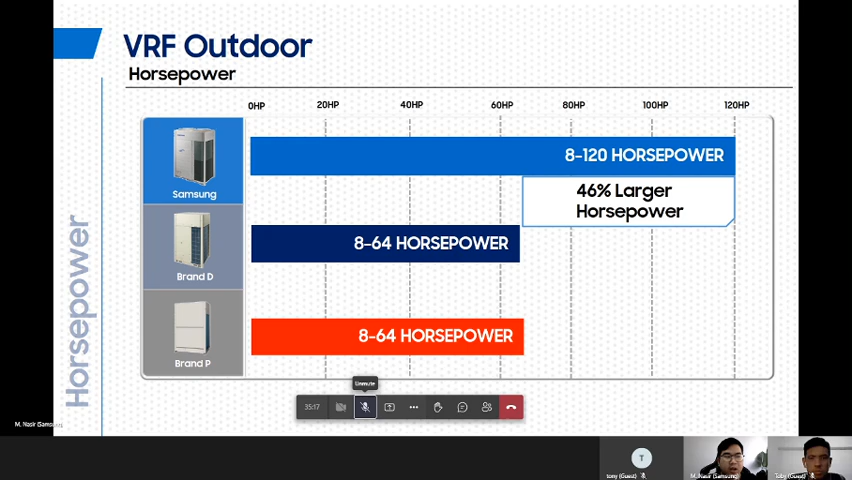 VRF Outdoor
Horsepower
0HP 20HP 40HP 60HP 80HP 100HP 120HP
Samsung
8-120 HORSEPOWER
46% Larger
Horsepower
Brand D
8-64 HORSEPOWER
Brand P
8-64 HORSEPOWER
Horsepower
Unmute
35:17
M. Nasir (Samsung)
T
tony (Guest)
M. Nasir (Samsung)
Toby (Guest)